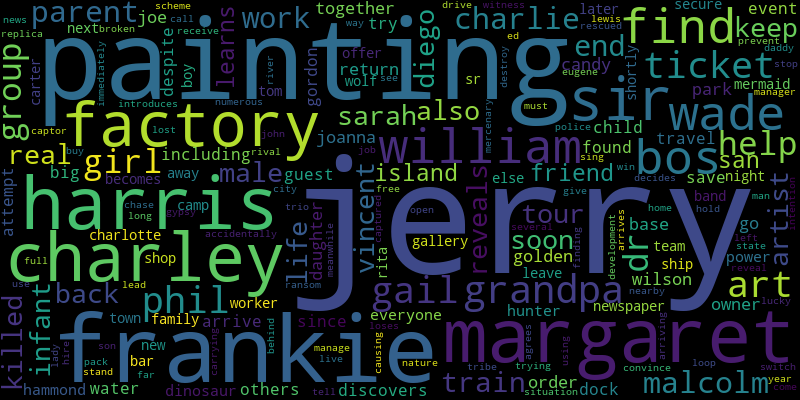 parent work together charlie find event
joe try later lewis secure
scheme call drive witness rescued
news broken way receive
replica next despite boy learns gordon diego ed candy destroy eugene shortly keep prevent daddy stop
painting sir ticket
group carter immediately introduces tom river numerous offer return wolf see sr end mercenary must park mermaid manager
factory sarah also joanna police child travel wade
captor lost john rival job sing found win decides
real girl including buy william friend bos help
big away male guest city island else save san night
attempt becomes trio gypsy free vincent captured rita reveals tour home band hold man intention artist
harris jerry
camp chase long life daughter open several soon base go state left
charlotte accidentally gallery golden dr team power reveal
charley shop meanwhile finding development arrives ship
full use lead ransom leave wilson nearby lucky art
killed infant back phil worker gail grandpa hunter newspaper owner
town family arrive since everyone
lady hire new behind loses agrees using
frankie margaret
son bar manage live causing nature tribe trying convince arriving loop switch year
pack stand far carrying tell train order dock malcolm come
hammond water dinosaur others discovers situation